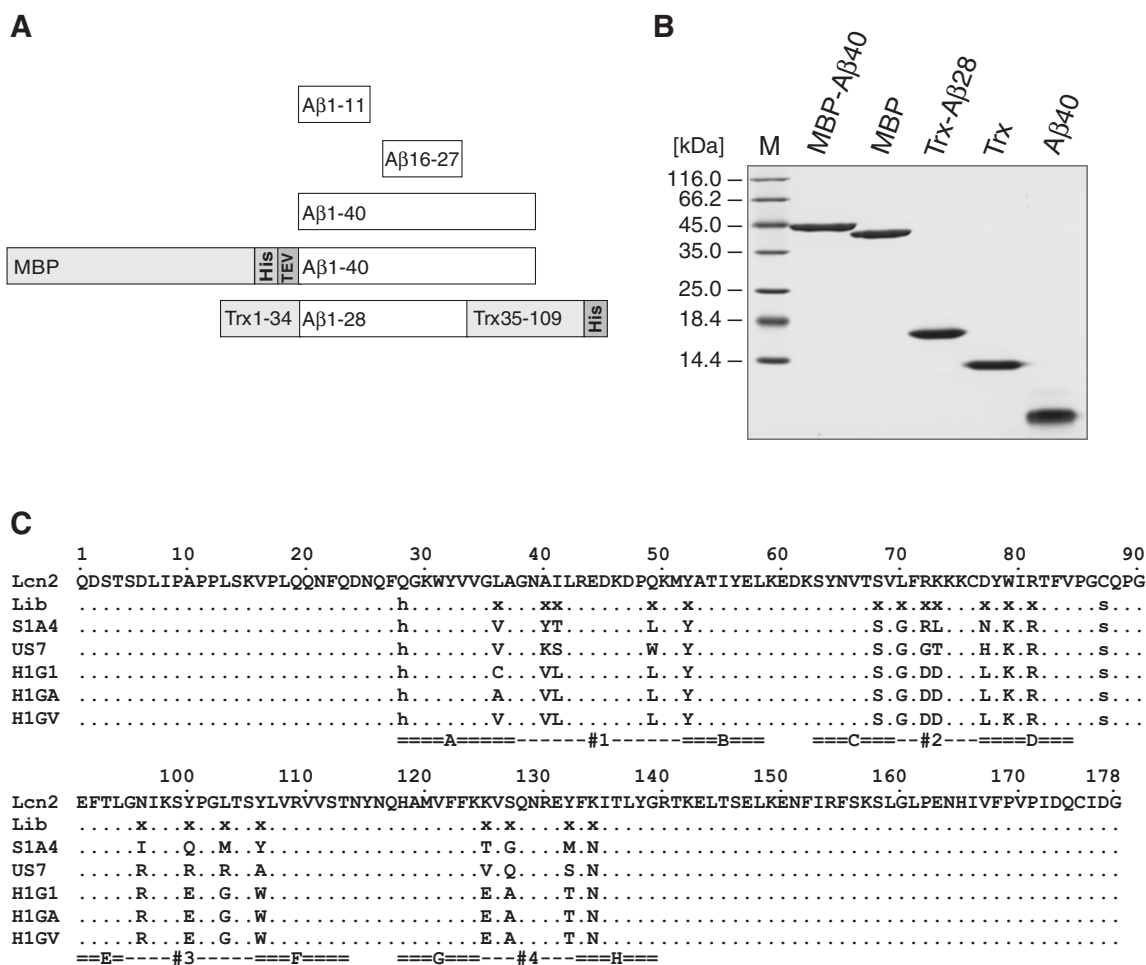 A
Aβ1-11
Aβ16-27
Aβ1-40
MBP His TEV Aβ1-40
Trx1-34 Aβ1-28 Trx35-109 His
B
[kDa] M MBP-Aβ40 MBP Trx-Aβ28 Trx Aβ40
116.0
66.2
45.0
35.0
25.0
18.4
14.4
C
1 10 20 30 40 50 60 70 80 90
Lcn2 QDSTSDLIPAPPLSKVPLQQNFQDNQFQGKWYVVGLAGNAILREDKDPQKMYATIYELKEDKSYNVTSVLFRKKKCDYWIRTFVPGCQPG
Lib ...........................h.......x...xx.......x..x...............x.x.xx...x.x.x.....s...
S1A4 ...........................h.......V...YT.......L..Y...............S.G.RL...N.K.R.....s...
US7 ...........................h.......V...KS.......W..Y...............S.G.GT...H.K.R.....s...
H1G1 ...........................h.......C...VL.......L..Y...............S.G.DD...L.K.R.....s...
H1GA ...........................h.......A...VL.......L..Y...............S.G.DD...L.K.R.....s...
H1GV ...........................h.......V...VL.......L..Y...............S.G.DD...L.K.R.....s...
====A=====------#1------===B=== ===C===--#2---====D===
100 110 120 130 140 150 160 170 178
Lcn2 EFTLGNIKSYPGLTSYLVRVVSTNYNQHAMVFFKKVSQNREYFKITLYGRTKELTSELKENFIRFSKSLGLPENHIVFPVPIDQCIDG
Lib .....x...x..x..x..................x.x....x.x............................................
S1A4 .....I...Q..M..Y..................T.G....M.N............................................
US7 .....R...R..R..A..................V.Q....S.N............................................
H1G1 .....R...E..G..W..................E.A....T.N............................................
H1GA .....R...E..G..W..................E.A....T.N............................................
H1GV .....R...E..G..W..................E.A....T.N............................................
==E=----#3-----===F==== ===G===---#4---====H===